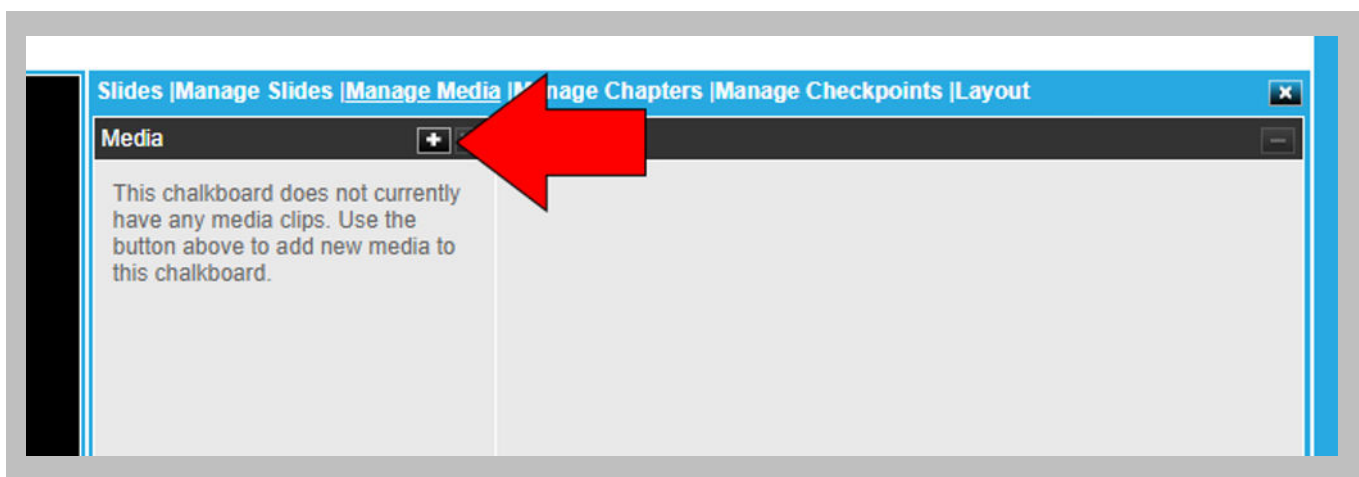 Slides |Manage Slides |Manage Media |M nage Chapters |Manage Checkpoints |Layout
Media
This chalkboard does not currently
have any media clips. Use the
button above to add new media to
this chalkboard.